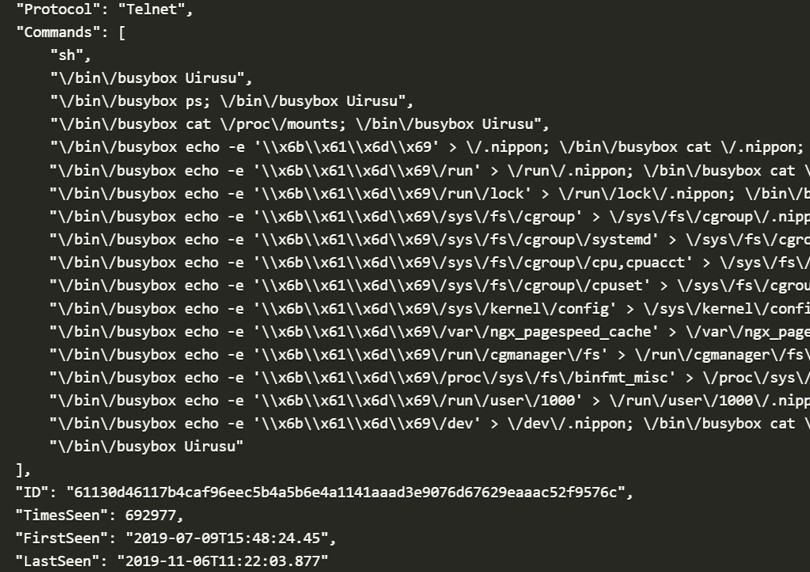 "Protocol": "Telnet",
"Commands": [
"sh",
"\/bin\/busybox Uirusu",
"\/bin\/busybox ps; \/bin\/busybox Uirusu",
"\/bin\/busybox cat \/proc\/mounts; \/bin\/busybox Uirusu",
"\/bin\/busybox echo -e '\\x6b\\x61\\x6d\\x69' > \/.nippon; \/bin\/busybox cat \/.nippon;
"\/bin\/busybox echo -e '\\x6b\\x61\\x6d\\x69\/run' > \/run\/.nippon; \/bin\/busybox cat \
"\/bin\/busybox echo -e '\\x6b\\x61\\x6d\\x69\/run\/lock' > \/run\/lock\/.nippon; \/bin\/b
"\/bin\/busybox echo -e '\\x6b\\x61\\x6d\\x69\/sys\/fs\/cgroup' > \/sys\/fs\/cgroup\/.nipp
"\/bin\/busybox echo -e '\\x6b\\x61\\x6d\\x69\/sys\/fs\/cgroup\/systemd' > \/sys\/fs\/cgro
"\/bin\/busybox echo -e '\\x6b\\x61\\x6d\\x69\/sys\/fs\/cgroup\/cpu,cpuacct' > \/sys\/fs\/
"\/bin\/busybox echo -e '\\x6b\\x61\\x6d\\x69\/sys\/fs\/cgroup\/cpuset' > \/sys\/fs\/cgrou
"\/bin\/busybox echo -e '\\x6b\\x61\\x6d\\x69\/sys\/kernel\/config' > \/sys\/kernel\/confi
"\/bin\/busybox echo -e '\\x6b\\x61\\x6d\\x69\/var\/ngx_pagespeed_cache' > \/var\/ngx_page
"\/bin\/busybox echo -e '\\x6b\\x61\\x6d\\x69\/run\/cgmanager\/fs' > \/run\/cgmanager\/fs\
"\/bin\/busybox echo -e '\\x6b\\x61\\x6d\\x69\/proc\/sys\/fs\/binfmt_misc' > \/proc\/sys\/
"\/bin\/busybox echo -e '\\x6b\\x61\\x6d\\x69\/run\/user\/1000' > \/run\/user\/1000\/.nipp
"\/bin\/busybox echo -e '\\x6b\\x61\\x6d\\x69\/dev' > \/dev\/.nippon; \/bin\/busybox cat \
"\/bin\/busybox Uirusu"
],
"ID": "61130d46117b4caf96eec5b4a5b6e4a1141aaad3e9076d67629eaaac52f9576c",
"TimesSeen": 692977,
"FirstSeen": "2019-07-09T15:48:24.45",
"LastSeen": "2019-11-06T11:22:03.877"